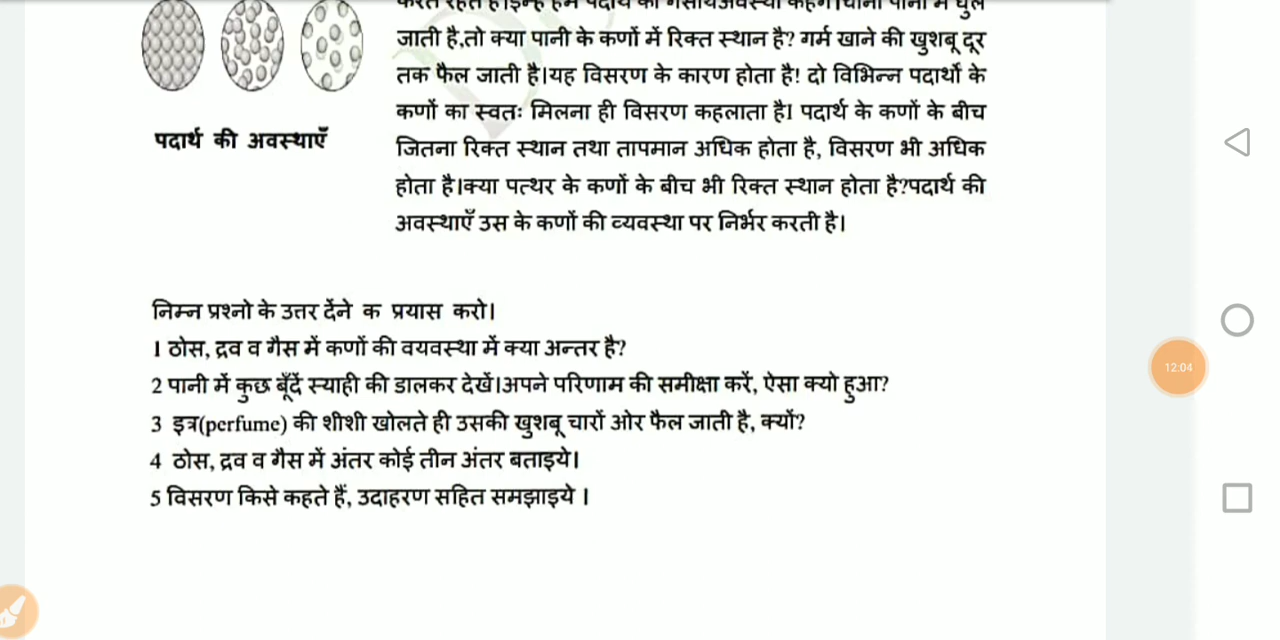 जाती है,तो क्या पानी के कणों में रिक्त स्थान है? गर्म खाने की खुशबू दूर
तक फैल जाती है।यह विसरण के कारण होता है! दो विभिन्न पदार्थो के
कणों का स्वतः मिलना ही विसरण कहलाता है। पदार्थ के कणों के बीच
जितना रिक्त स्थान तथा तापमान अधिक होता है, विसरण भी अधिक
होता है।क्या पत्थर के कणों के बीच भी रिक्त स्थान होता है?पदार्थ की
अवस्थाएँ उस के कणों की व्यवस्था पर निर्भर करती है।
पदार्थ की अवस्थाएँ
निम्न प्रश्नो के उत्तर देंने क प्रयास करो।
1 ठोस, द्रव व गैस में कणों की वयवस्था में क्या अन्तर है?
2 पानी में कुछ बूँदें स्याही की डालकर देखें।अपने परिणाम की समीक्षा करें, ऐसा क्यो हुआ?
3 इत्र(perfume) की शीशी खोलते ही उसकी खुशबू चारों ओर फैल जाती है, क्यों?
4 ठोस, द्रव व गैस में अंतर कोई तीन अंतर बताइये।
5 विसरण किसे कहते हैं, उदाहरण सहित समझाइये ।
12:04